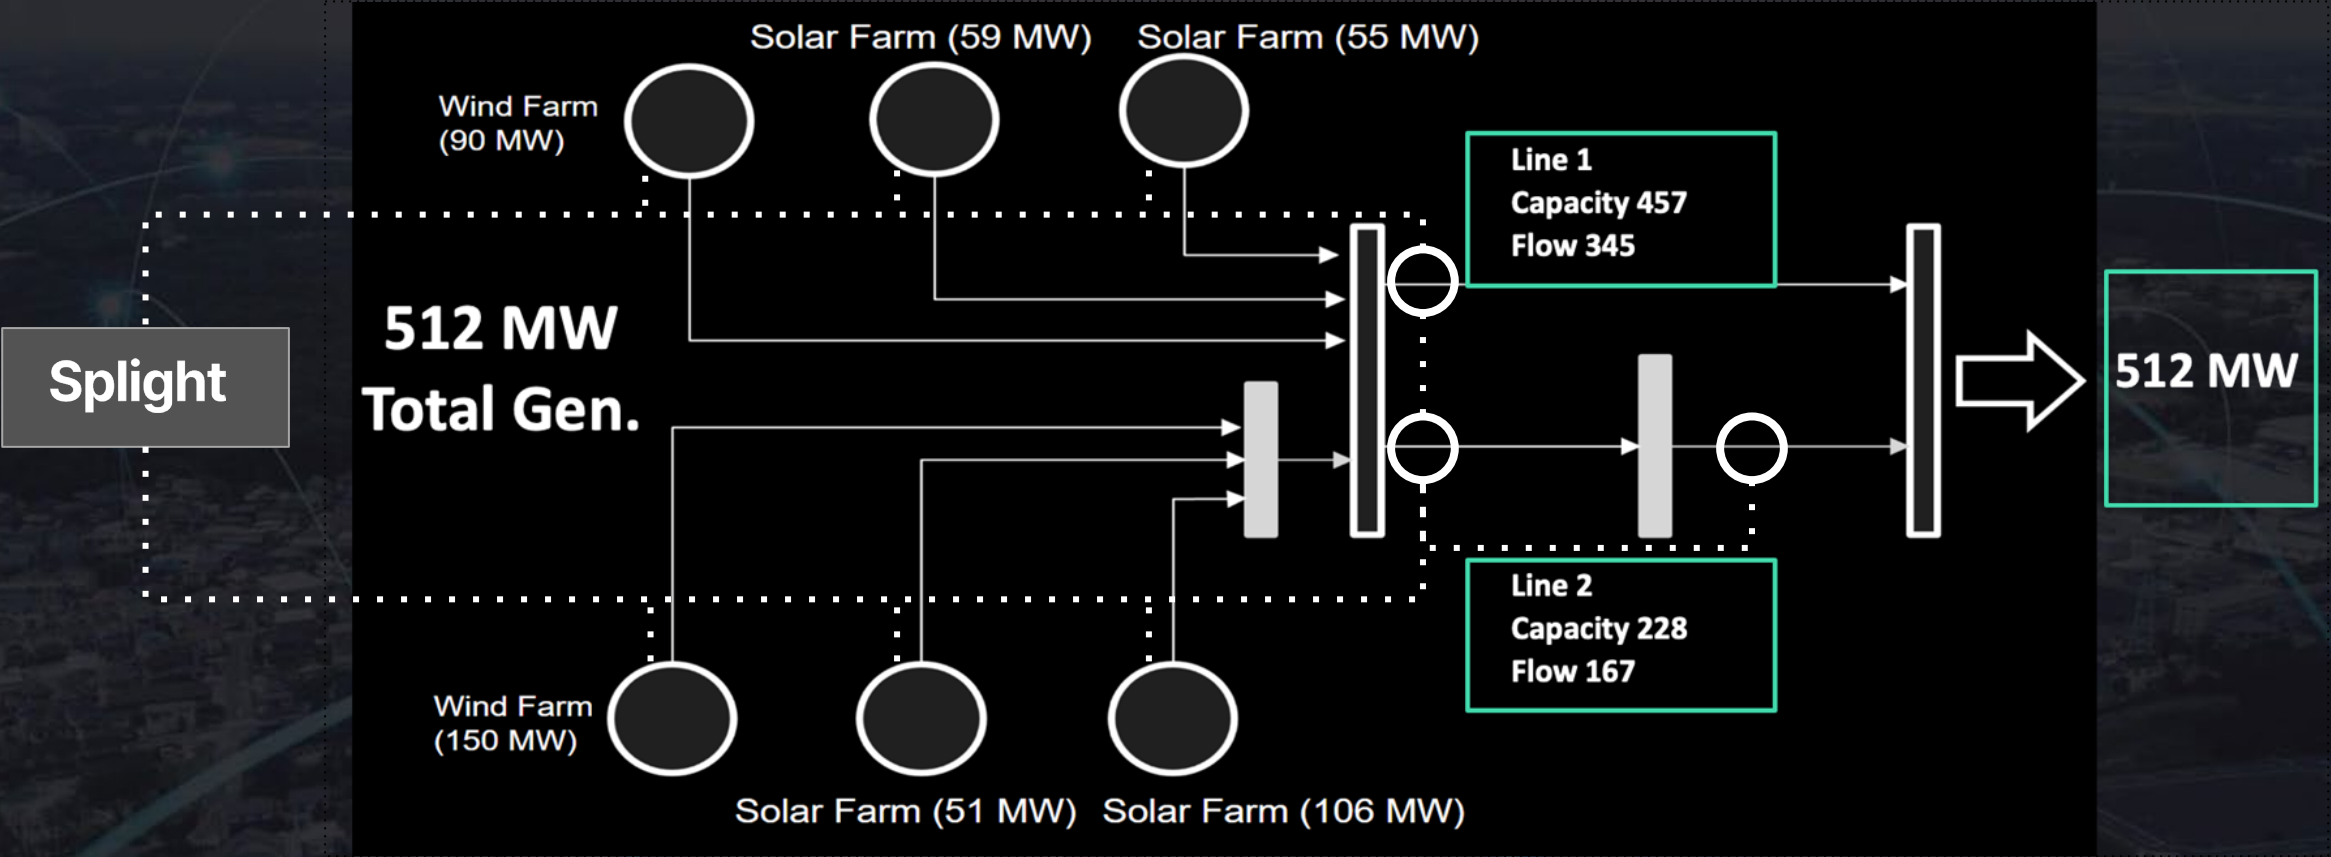 Solar Farm (59 MW)
Solar Farm (55 MW)
Wind Farm
(90 MW)
Line 1
Capacity 457
Flow 345
512 MW
Total Gen.
Splight
512 MW
Line 2
Capacity 228
Flow 167
Wind Farm
(150 MW)
Solar Farm (51 MW)
Solar Farm (106 MW)